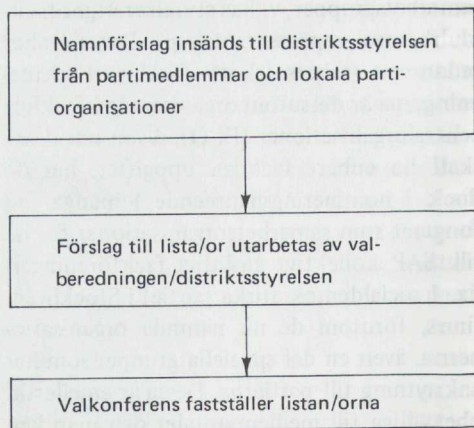 Namnförslag insänds till distriktsstyrelsen
från partimedlemmar och lokala parti-
organisationer
Förslag till lista/or utarbetas av val-
beredningen/distriktsstyrelsen
Valkonferens fastställer listan/orna